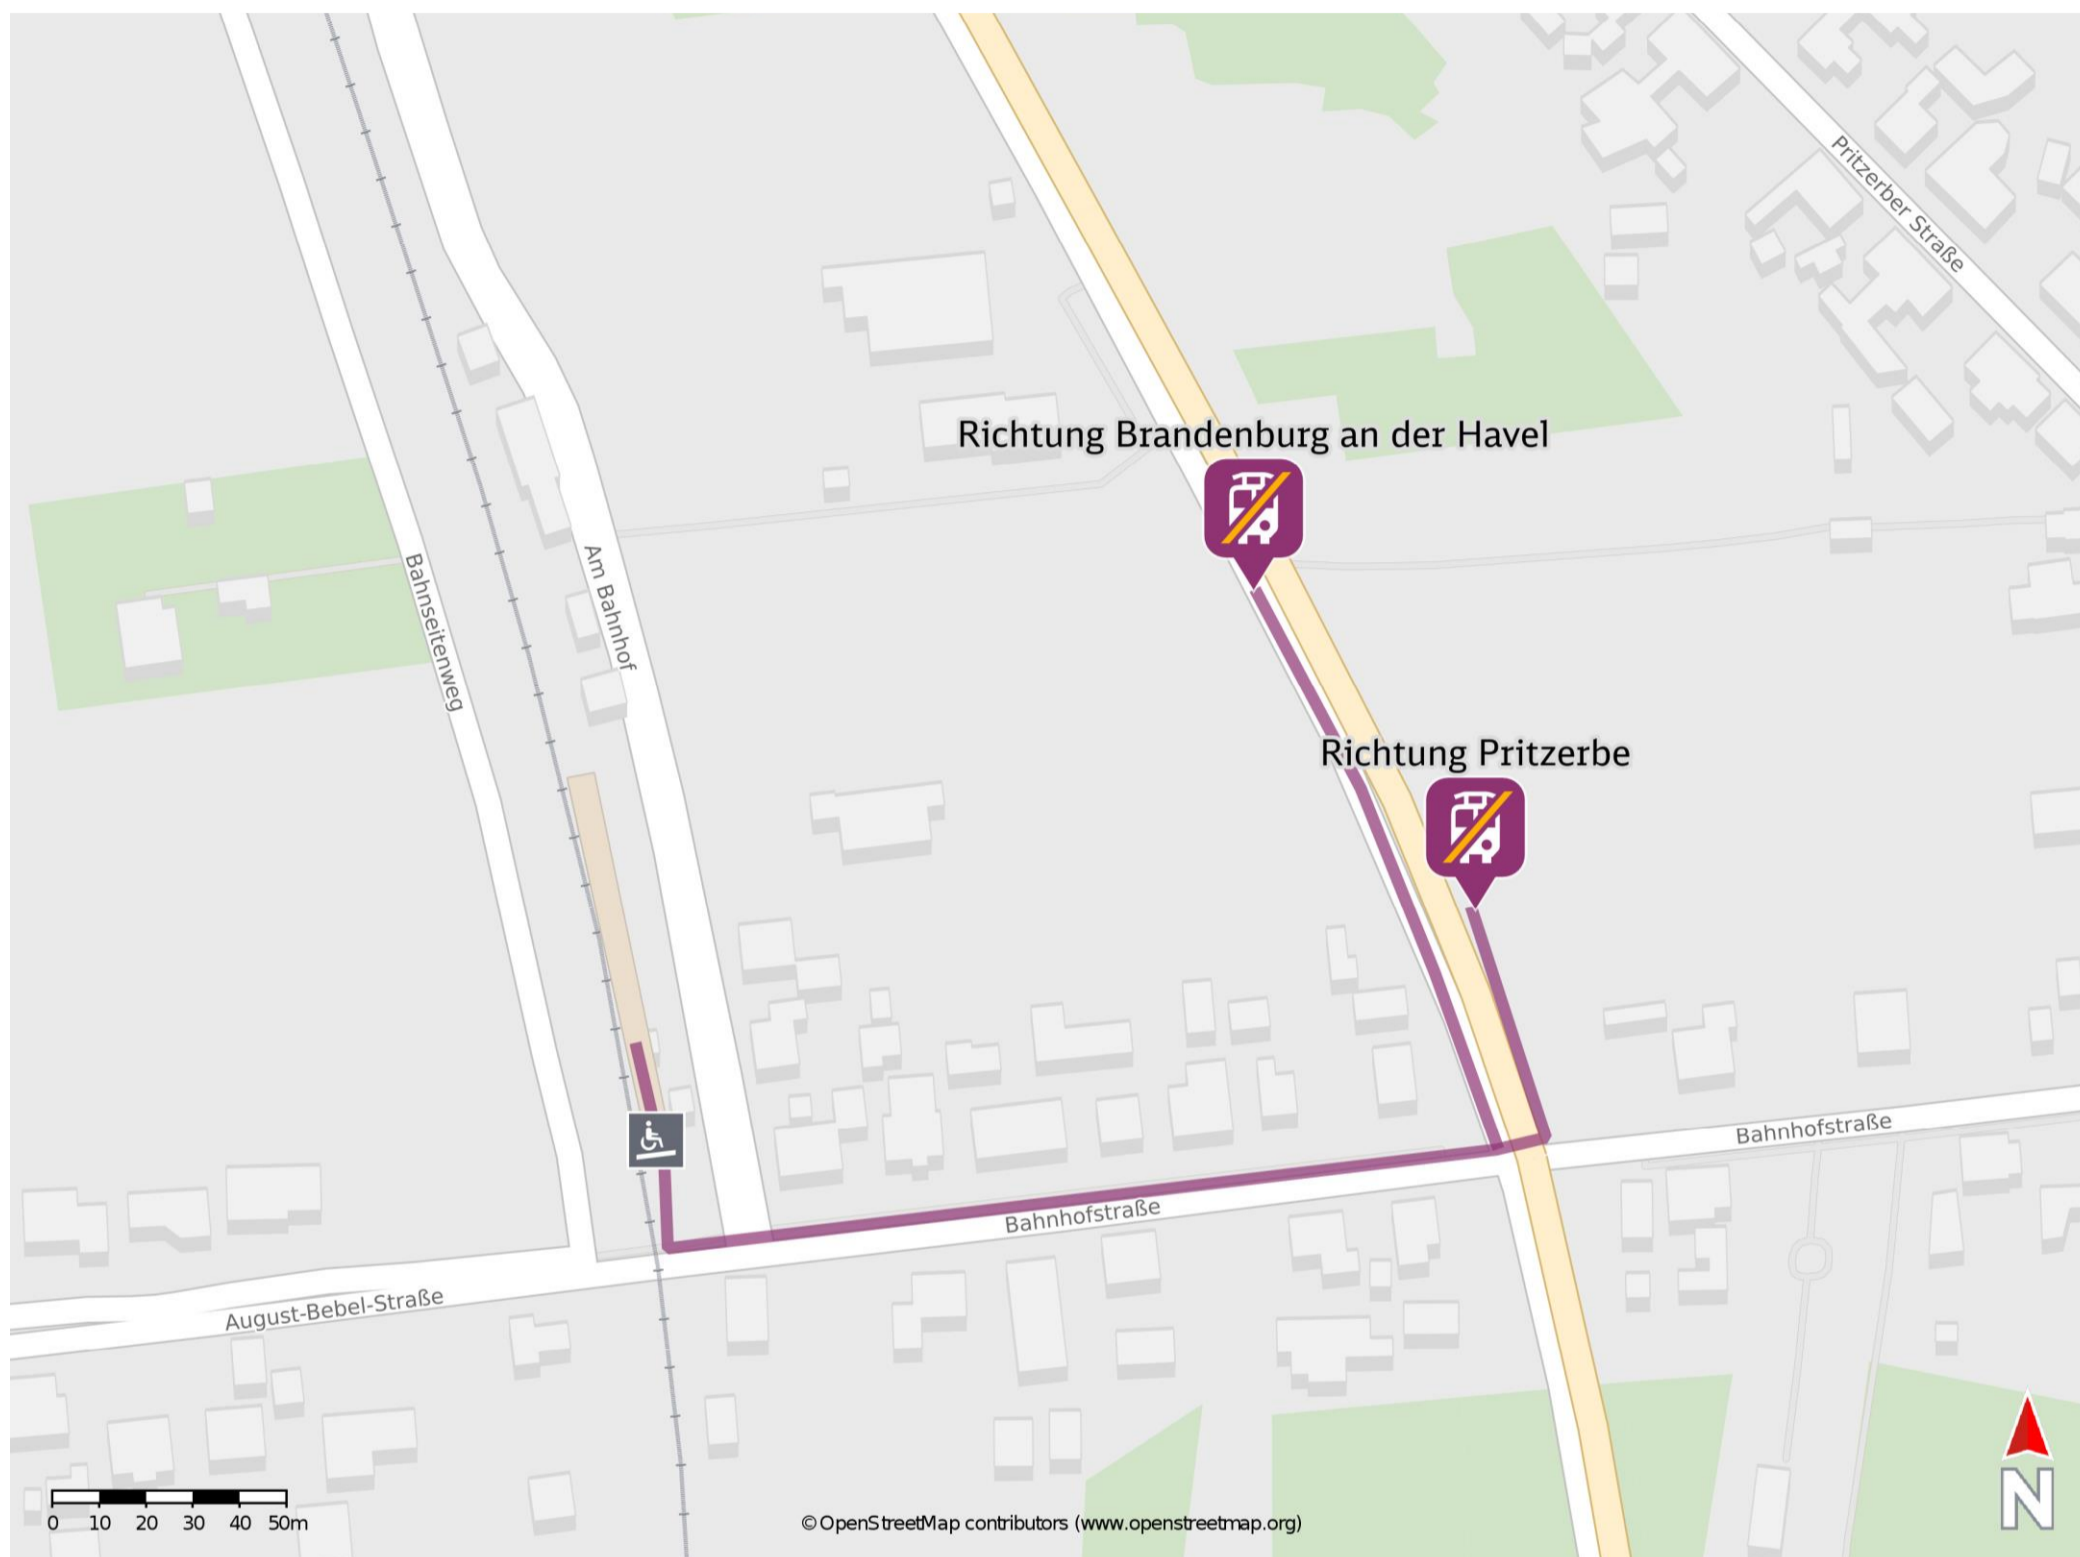 Pritzerber Straße
Richtung Brandenburg an der Havel
Am Bahnhof
Bahnseitenweg
Richtung Pritzerbe
Bahnhofstraße
Bahnhofstraße
August-Bebel-Straße
0 10 20 30 40 50m
© OpenStreetMap contributors (www.openstreetmap.org)
N